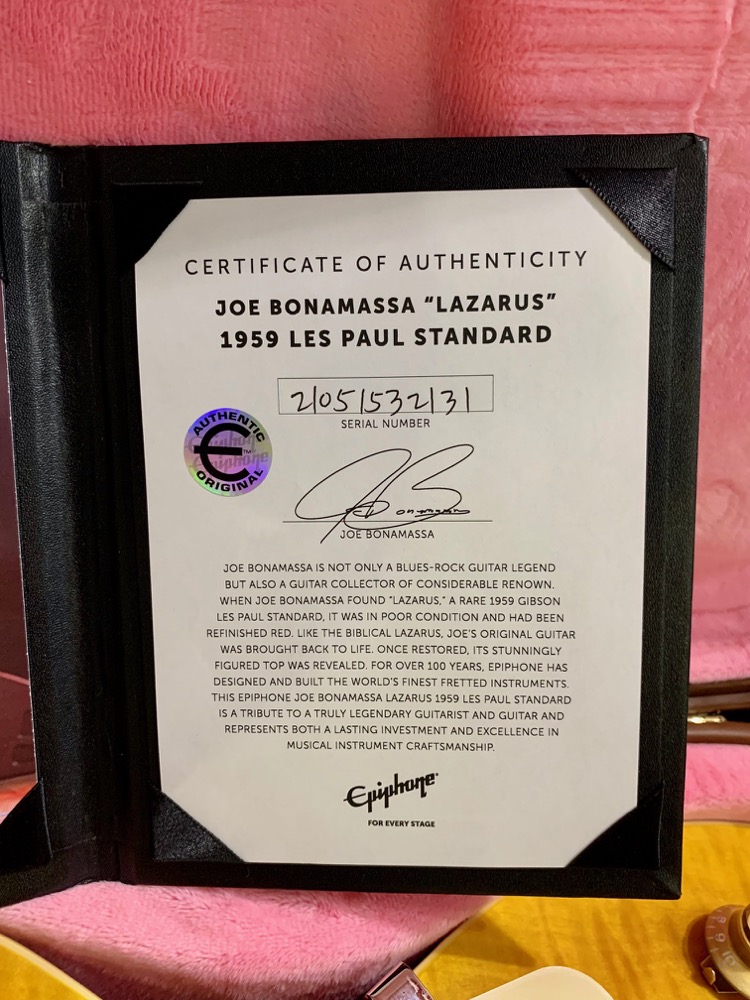 CERTIFICATE OF AUTHENTICITY
JOE BONAMASSA "LAZARUS"
1959 LES PAUL STANDARD
21051532131
SERIAL NUMBER
AUTHENTIC
Epiphone
E™
ORIGINAL
Joe Bonamassa
JOE BONAMASSA
JOE BONAMASSA IS NOT ONLY A BLUES-ROCK GUITAR LEGEND
BUT ALSO A GUITAR COLLECTOR OF CONSIDERABLE RENOWN.
WHEN JOE BONAMASSA FOUND "LAZARUS," A RARE 1959 GIBSON
LES PAUL STANDARD, IT WAS IN POOR CONDITION AND HAD BEEN
REFINISHED RED. LIKE THE BIBLICAL LAZARUS, JOE'S ORIGINAL GUITAR
WAS BROUGHT BACK TO LIFE. ONCE RESTORED, ITS STUNNINGLY
FIGURED TOP WAS REVEALED. FOR OVER 100 YEARS, EPIPHONE HAS
DESIGNED AND BUILT THE WORLD'S FINEST FRETTED INSTRUMENTS.
THIS EPIPHONE JOE BONAMASSA LAZARUS 1959 LES PAUL STANDARD
IS A TRIBUTE TO A TRULY LEGENDARY GUITARIST AND GUITAR AND
REPRESENTS BOTH A LASTING INVESTMENT AND EXCELLENCE IN
MUSICAL INSTRUMENT CRAFTSMANSHIP.
Epiphone
FOR EVERY STAGE